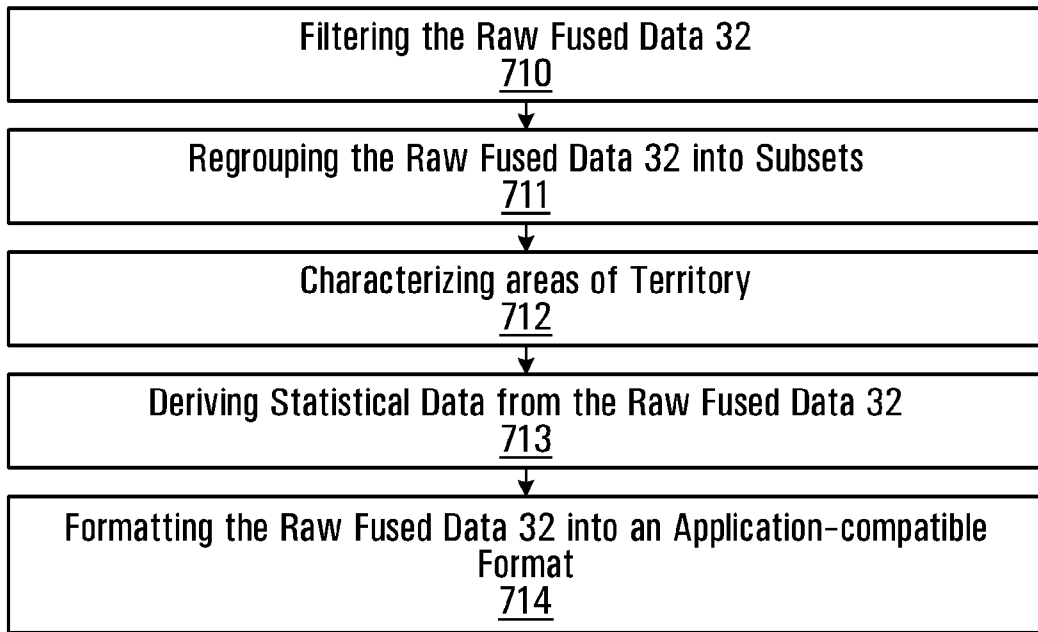 Filtering the Raw Fused Data 32
710
Regrouping the Raw Fused Data 32 into Subsets
711
Characterizing areas of Territory
712
Deriving Statistical Data from the Raw Fused Data 32
713
Formatting the Raw Fused Data 32 into an Application-compatible
Format
714